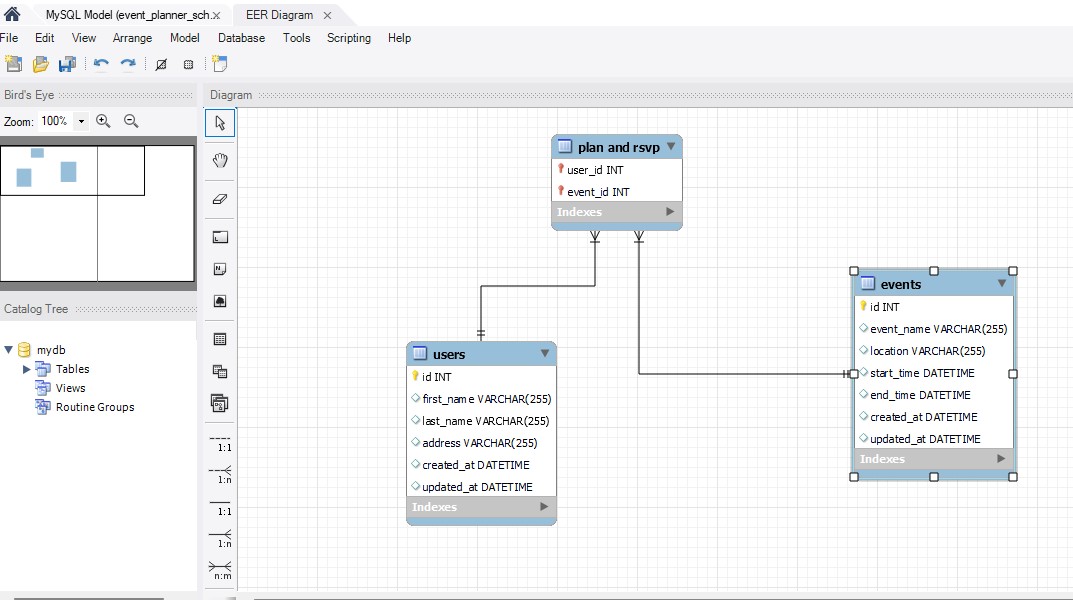 MySQL Model (event_planner_sch. x
EER Diagram x
File Edit View Arrange Model Database Tools Scripting Help
Bird's Eye
Diagram
Zoom: 100%
plan and rsvp
user_id INT
event_id INT
Indexes
events
id INT
event_name VARCHAR(255)
location VARCHAR(255)
start_time DATETIME
end_time DATETIME
created_at DATETIME
updated_at DATETIME
Indexes
Catalog Tree
mydb
Tables
Views
Routine Groups
users
id INT
first_name VARCHAR(255)
last_name VARCHAR(255)
address VARCHAR(255)
created_at DATETIME
updated_at DATETIME
Indexes
1:1
1:n
1:1
1:n
n:m